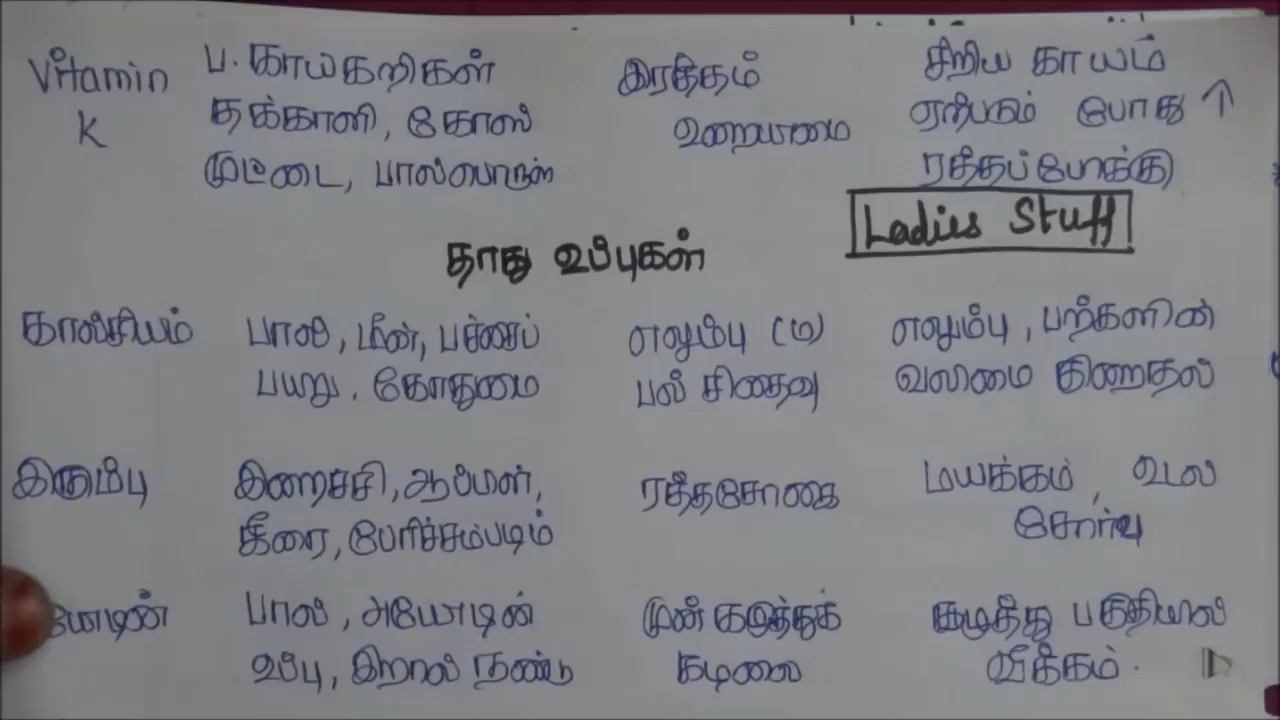 Vitamin K
ப. காய்கறிகள்
தக்காளி, கோஸ்
முட்டை, பால்பொருள்
இரத்தம்
உறையாமை
சிறிய காயம்
ஏற்படும் போது ↑
ரத்தப்போக்கு
Ladies Stuff
தாது உப்புகள்
கால்சியம்
பால், மீன், பச்சைப்
பயறு, கோதுமை
எலும்பு (ம)
பல் சிதைவு
எலும்பு, பற்களின்
வலிமை குறைதல்
இரும்பு
இறைச்சி, ஆப்பிள்,
கீரை, பேரிச்சம்பழம்
ரத்தசோகை
மயக்கம், உடல்
சோர்வு
யோடின்
பால், அயோடின்
உப்பு, இறால் நண்டு
முன் கழுத்துக்
கழலை
கழுத்து பகுதியில்
வீக்கம்.